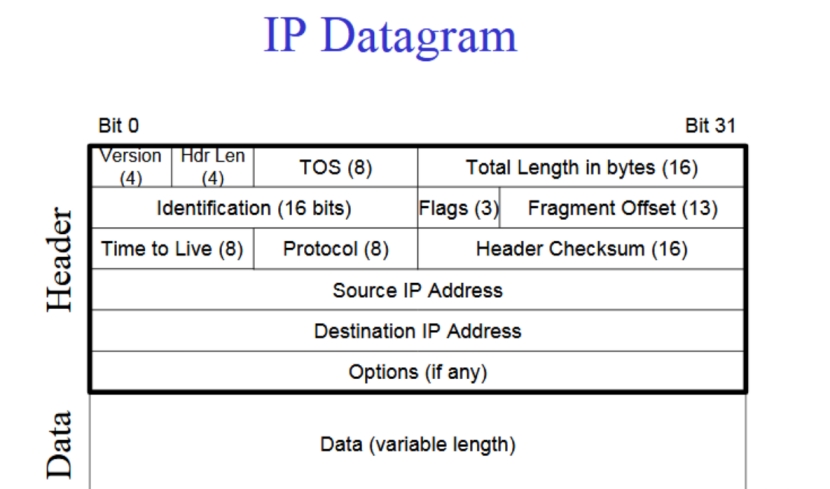 IP Datagram
Bit 0 Bit 31
Version (4) Hdr Len (4) TOS (8) Total Length in bytes (16)
Identification (16 bits) Flags (3) Fragment Offset (13)
Time to Live (8) Protocol (8) Header Checksum (16)
Source IP Address
Destination IP Address
Options (if any)
Header
Data (variable length)
Data